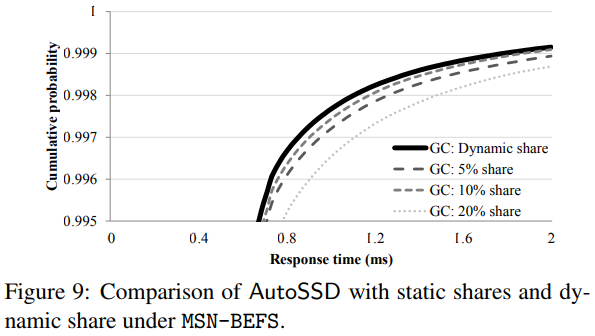 1
0.999
0.998
0.997
0.996
0.995
Cumulative probability
GC: Dynamic share
GC: 5% share
GC: 10% share
GC: 20% share
0 0.4 0.8 1.2 1.6 2
Response time (ms)
Figure 9: Comparison of AutoSSD with static shares and dy-
namic share under MSN-BEFS.